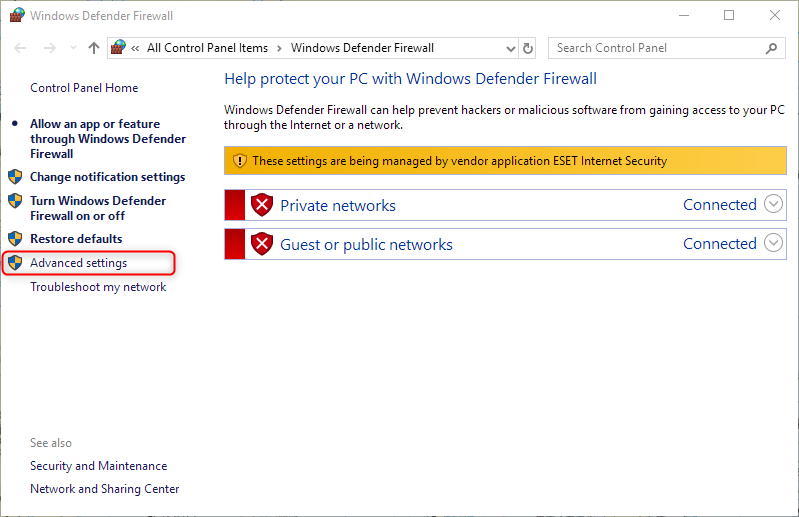 Windows Defender Firewall
« All Control Panel Items > Windows Defender Firewall
Search Control Panel
Control Panel Home
Allow an app or feature
through Windows Defender
Firewall
Change notification settings
Turn Windows Defender
Firewall on or off
Restore defaults
Advanced settings
Troubleshoot my network
See also
Security and Maintenance
Network and Sharing Center
Help protect your PC with Windows Defender Firewall
Windows Defender Firewall can help prevent hackers or malicious software from gaining access to your PC
through the Internet or a network.
These settings are being managed by vendor application ESET Internet Security
Private networks Connected
Guest or public networks Connected